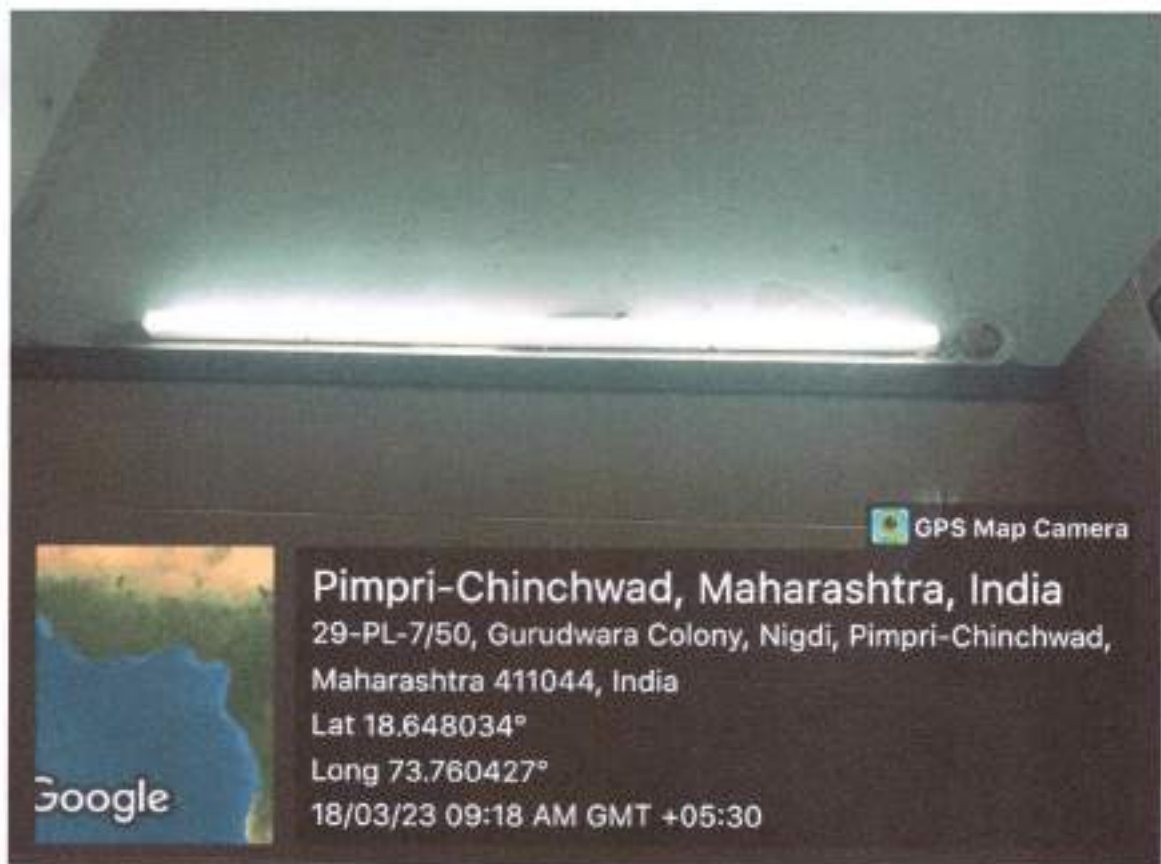 GPS Map Camera
Pimpri-Chinchwad, Maharashtra, India
29-PL-7/50, Gurudwara Colony, Nigdi, Pimpri-Chinchwad,
Maharashtra 411044, India
Lat 18.648034°
Long 73.760427°
18/03/23 09:18 AM GMT +05:30
Google